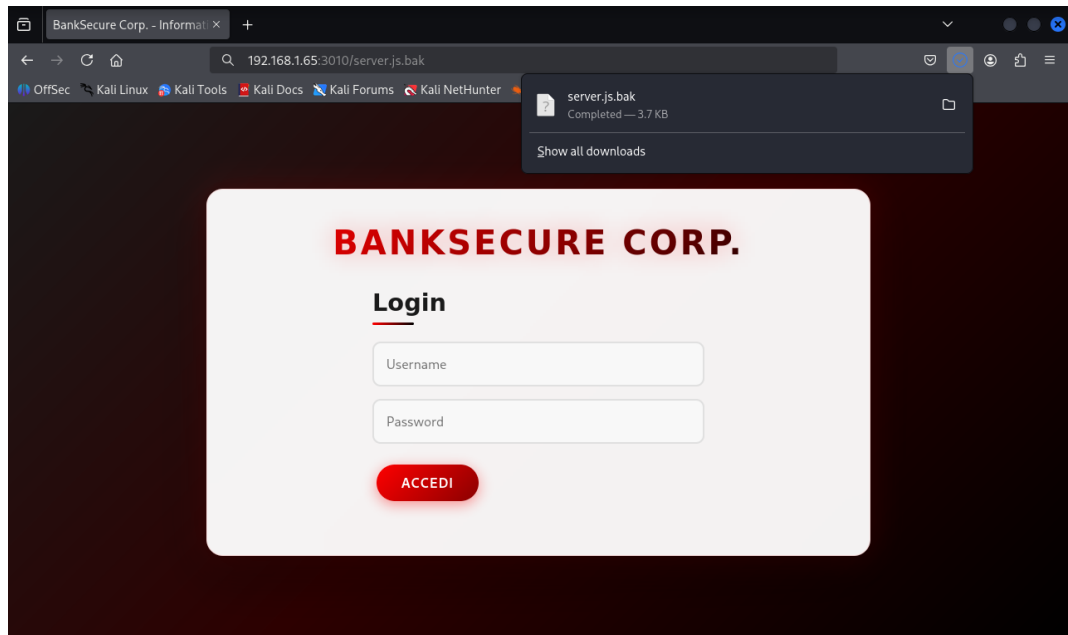 BankSecure Corp. - Informati
192.168.1.65:3010/server.js.bak
OffSec Kali Linux Kali Tools Kali Docs Kali Forums Kali NetHunter
server.js.bak
Completed — 3.7 KB
Show all downloads
BANKSECURE CORP.
Login
Username
Password
ACCEDI